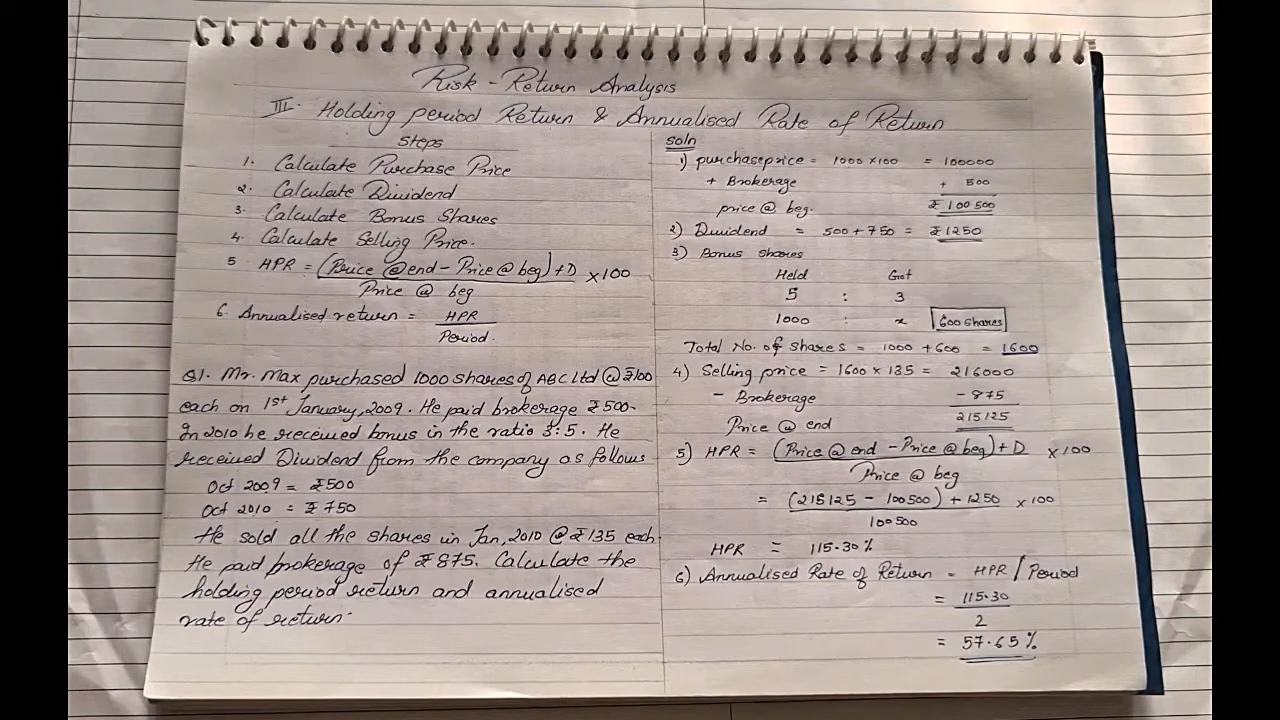 Risk - Return Analysis
III. Holding period Return & Annualised Rate of Return
Steps
1. Calculate Purchase Price
2. Calculate Dividend
3. Calculate Bonus Shares
4. Calculate Selling Price.
5 HPR = (Price @ end - Price @ beg) + D × 100
Price @ beg
6. Annualised return = HPR
Period.
Q1. Mr. Max purchased 1000 shares of ABC ltd @ ₹100
each on 1st January, 2009. He paid brokerage ₹500.
In 2010 he received bonus in the ratio 3:5. He
received Dividend from the company as follows
Oct 2009 = ₹500
Oct 2010 = ₹750
He sold all the shares in Jan, 2010 @ ₹135 each
He paid brokerage of ₹875. Calculate the
holding period return and annualised
rate of return.
Soln
1) purchase price = 1000 × 100 = 100000
+ Brokerage + 500
price @ beg. ₹ 100500
2) Dividend = 500 + 750 = ₹1250
3) Bonus shares
Held Got
5 : 3
1000 : x 600 shares
Total No. of shares = 1000 + 600 = 1600
4) Selling price = 1600 × 135 = 216000
- Brokerage - 875
Price @ end 215125
5) HPR = (Price @ end - Price @ beg) + D × 100
Price @ beg
= (215125 - 100500) + 1250 × 100
100500
HPR = 115.30%
6) Annualised Rate of Return = HPR / Period
= 115.30
2
= 57.65%